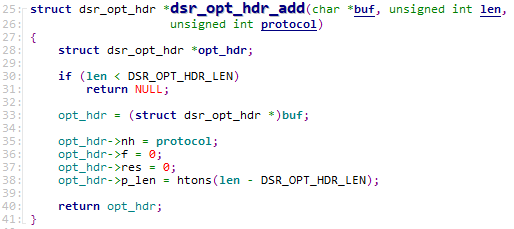 25: struct dsr_opt_hdr *dsr_opt_hdr_add(char *buf, unsigned int len,
26: unsigned int protocol)
27: {
28: struct dsr_opt_hdr *opt_hdr;
29:
30: if (len < DSR_OPT_HDR_LEN)
31: return NULL;
32:
33: opt_hdr = (struct dsr_opt_hdr *)buf;
34:
35: opt_hdr->nh = protocol;
36: opt_hdr->f = 0;
37: opt_hdr->res = 0;
38: opt_hdr->p_len = htons(len - DSR_OPT_HDR_LEN);
39:
40: return opt_hdr;
41: }